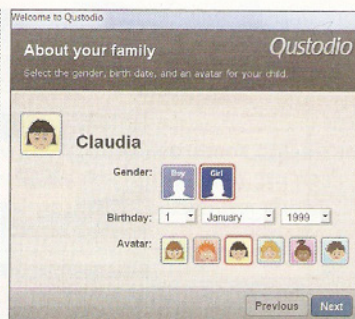 Welcome to Qustodio
About your family
Qustodio
Select the gender, birth date, and an avatar for your child.
Claudia
Gender:
Boy
Girl
Birthday:
1
January
1999
Avatar:
Previous
Next